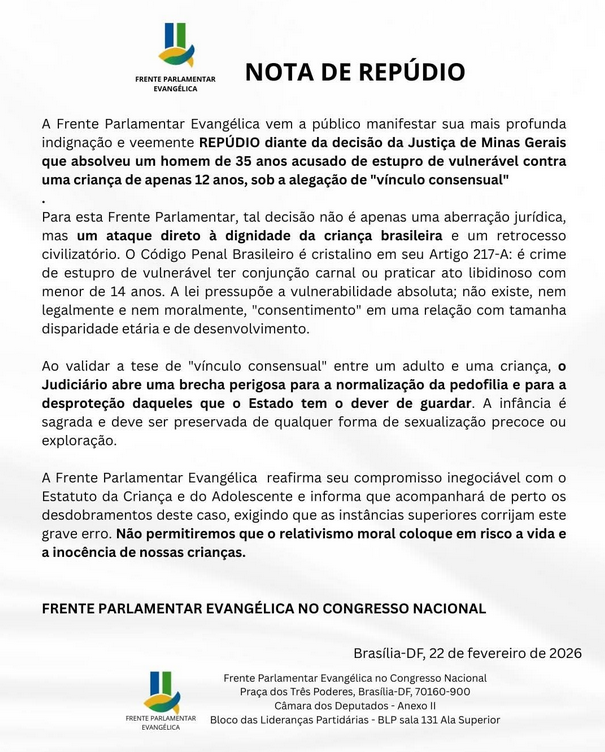 FRENTE PARLAMENTAR
EVANGÉLICA
NOTA DE REPÚDIO
A Frente Parlamentar Evangélica vem a público manifestar sua mais profunda
indignação e veemente REPÚDIO diante da decisão da Justiça de Minas Gerais
que absolveu um homem de 35 anos acusado de estupro de vulnerável contra
uma criança de apenas 12 anos, sob a alegação de "vínculo consensual"
.
Para esta Frente Parlamentar, tal decisão não é apenas uma aberração jurídica,
mas um ataque direto à dignidade da criança brasileira e um retrocesso
civilizatório. O Código Penal Brasileiro é cristalino em seu Artigo 217-A: é crime
de estupro de vulnerável ter conjunção carnal ou praticar ato libidinoso com
menor de 14 anos. A lei pressupõe a vulnerabilidade absoluta; não existe, nem
legalmente e nem moralmente, "consentimento" em uma relação com tamanha
disparidade etária e de desenvolvimento.
Ao validar a tese de "vínculo consensual" entre um adulto e uma criança, o
Judiciário abre uma brecha perigosa para a normalização da pedofilia e para a
desproteção daqueles que o Estado tem o dever de guardar. A infância é
sagrada e deve ser preservada de qualquer forma de sexualização precoce ou
exploração.
A Frente Parlamentar Evangélica reafirma seu compromisso inegociável com o
Estatuto da Criança e do Adolescente e informa que acompanhará de perto os
desdobramentos deste caso, exigindo que as instâncias superiores corrijam este
grave erro. Não permitiremos que o relativismo moral coloque em risco a vida e
a inocência de nossas crianças.
FRENTE PARLAMENTAR EVANGÉLICA NO CONGRESSO NACIONAL
Brasília-DF, 22 de fevereiro de 2026
FRENTE PARLAMENTAR
EVANGÉLICA
Frente Parlamentar Evangélica no Congresso Nacional
Praça dos Três Poderes, Brasília-DF, 70160-900
Câmara dos Deputados - Anexo II
Bloco das Lideranças Partidárias - BLP sala 131 Ala Superior